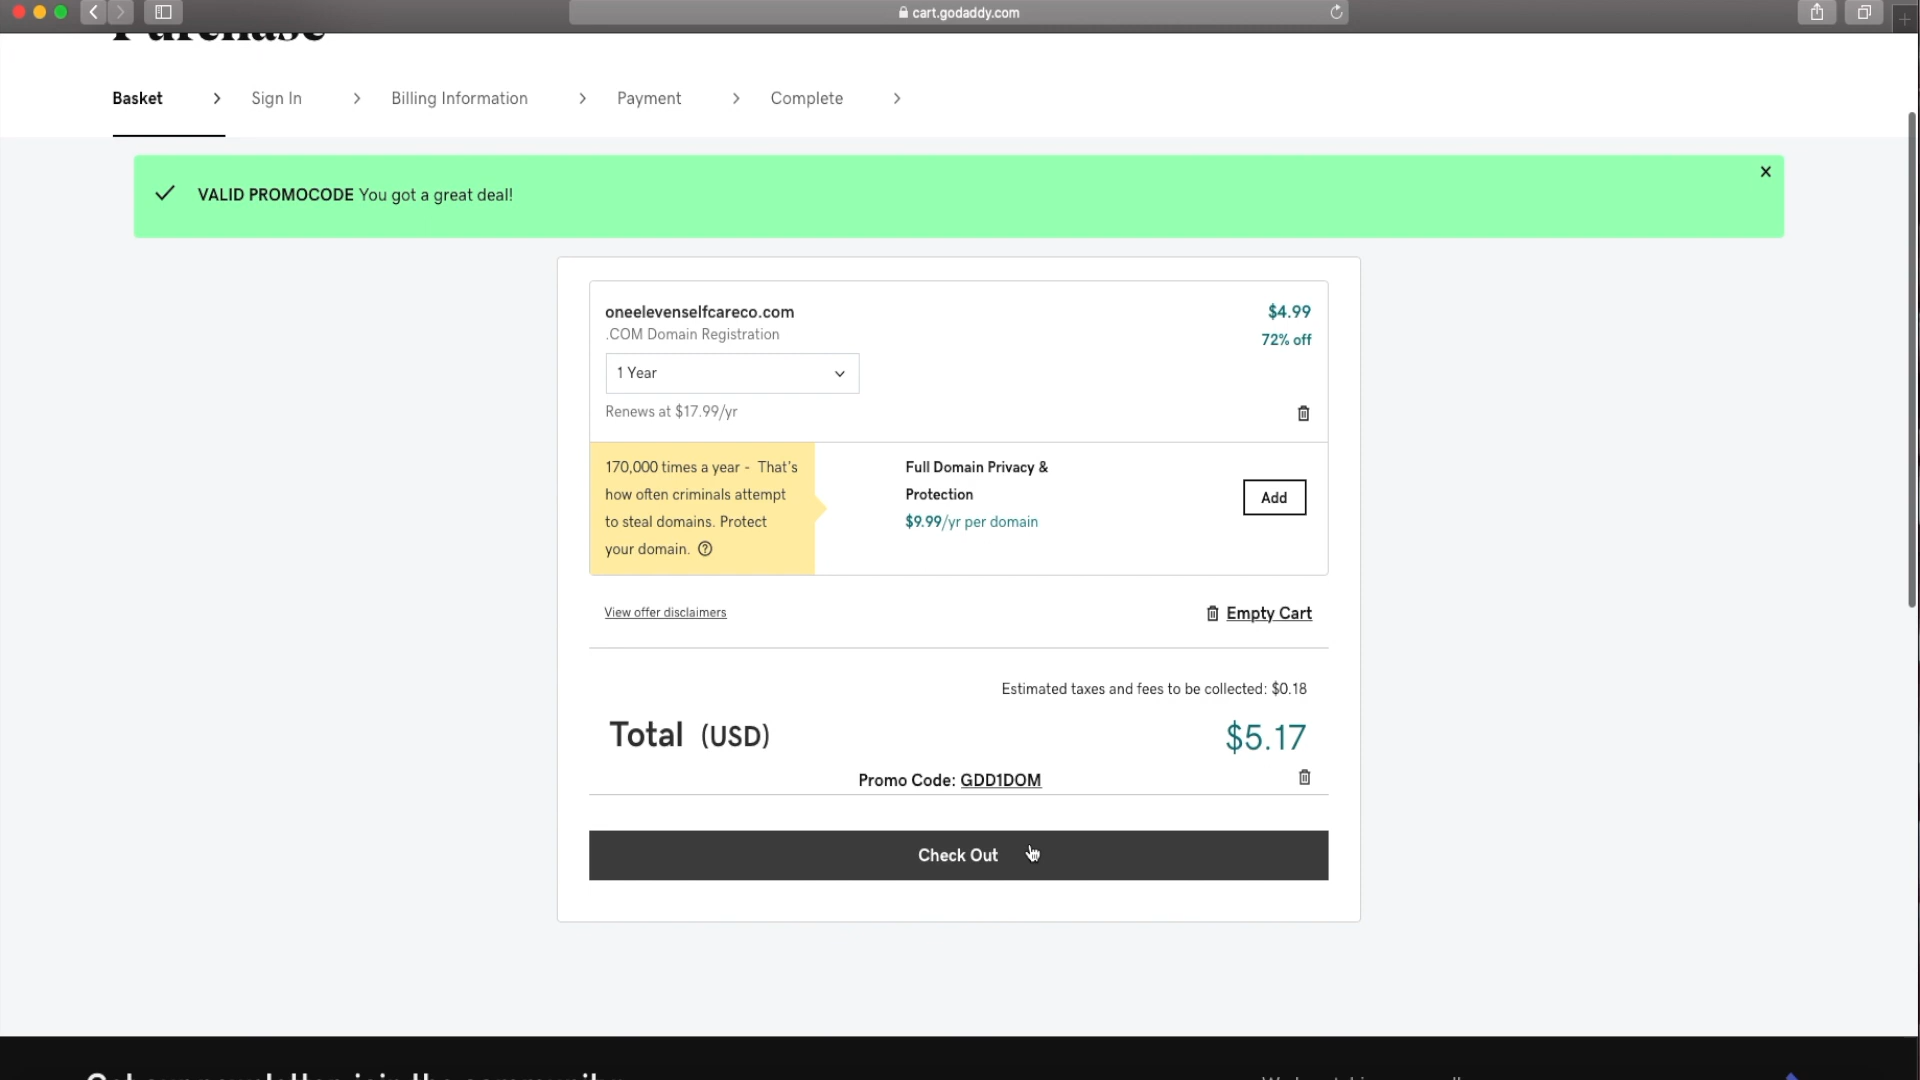 cart.godaddy.com
Purchase
Basket Sign In Billing Information Payment Complete
VALID PROMOCODE You got a great deal!
oneelevenselfcareco.com $4.99
.COM Domain Registration 72% off
1 Year
Renews at $17.99/yr
170,000 times a year - That's
how often criminals attempt
to steal domains. Protect
your domain.
Full Domain Privacy &
Protection
$9.99/yr per domain
Add
View offer disclaimers Empty Cart
Estimated taxes and fees to be collected: $0.18
Total (USD) $5.17
Promo Code: GDD1DOM
Check Out